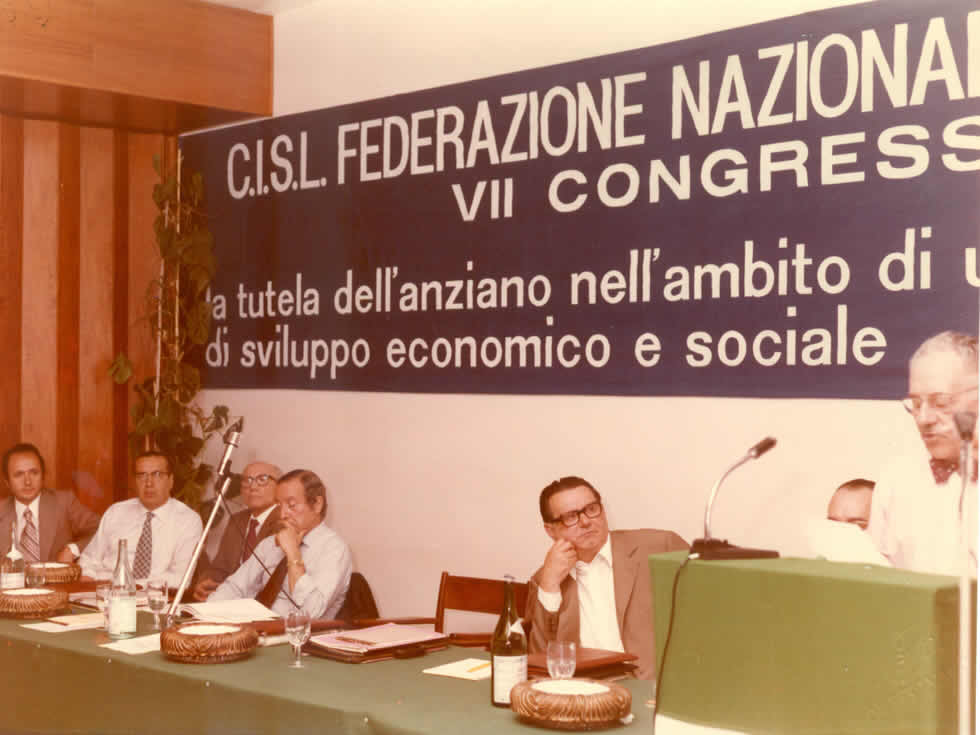 C.I.S.L. FEDERAZIONE NAZIONAL
VII CONGRESS
la tutela dell'anziano nell'ambito di u
di sviluppo economico e sociale